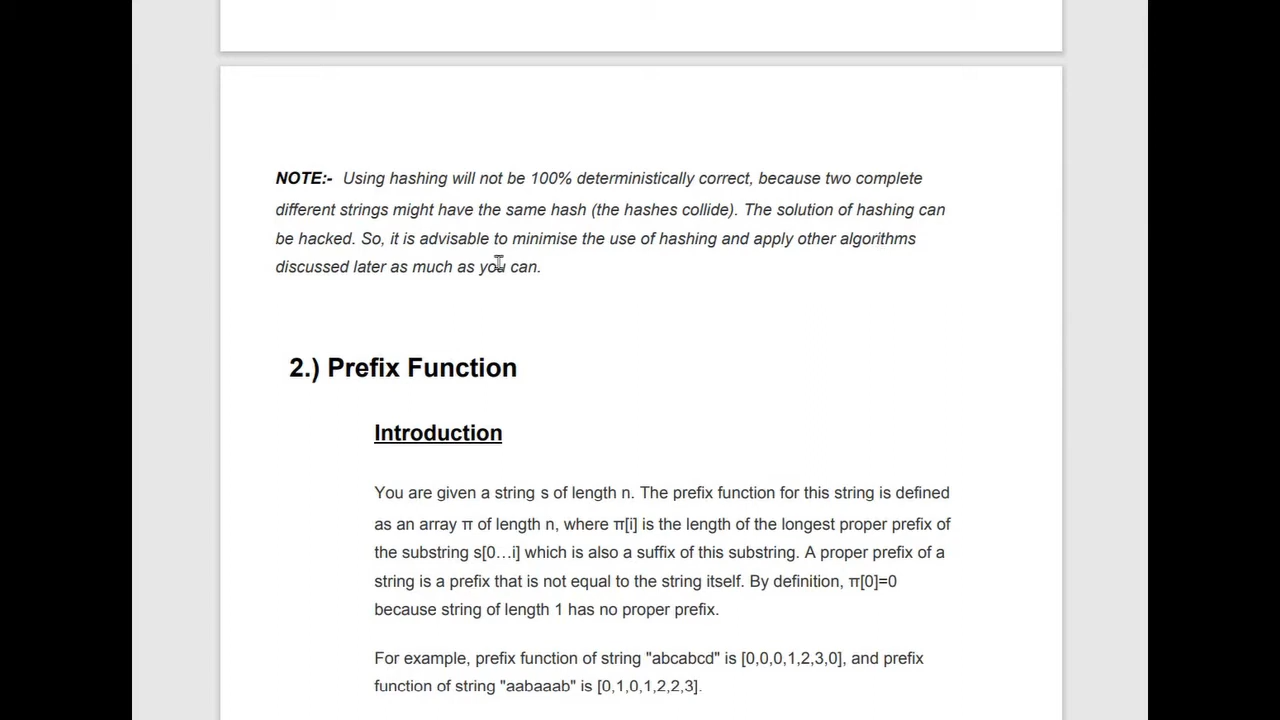 NOTE:- Using hashing will not be 100% deterministically correct, because two complete
different strings might have the same hash (the hashes collide). The solution of hashing can
be hacked. So, it is advisable to minimise the use of hashing and apply other algorithms
discussed later as much as you can.
2.) Prefix Function
Introduction
You are given a string s of length n. The prefix function for this string is defined
as an array π of length n, where π[i] is the length of the longest proper prefix of
the substring s[0…i] which is also a suffix of this substring. A proper prefix of a
string is a prefix that is not equal to the string itself. By definition, π[0]=0
because string of length 1 has no proper prefix.
For example, prefix function of string "abcabcd" is [0,0,0,1,2,3,0], and prefix
function of string "aabaaab" is [0,1,0,1,2,2,3].